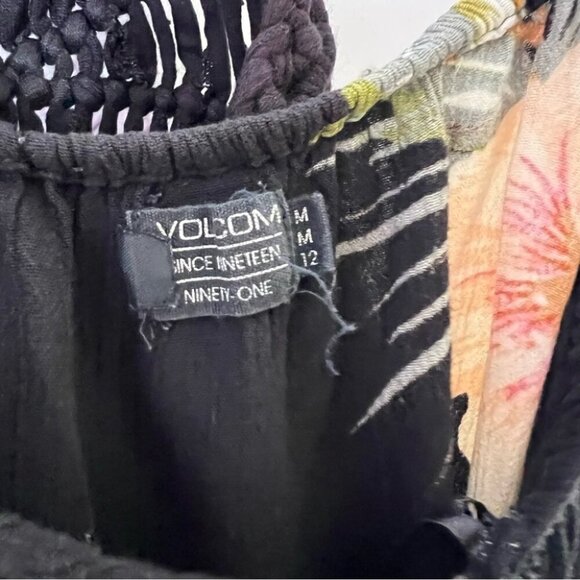 VOLCOM
SINCE NINETEEN
NINETY-ONE
M
M
12